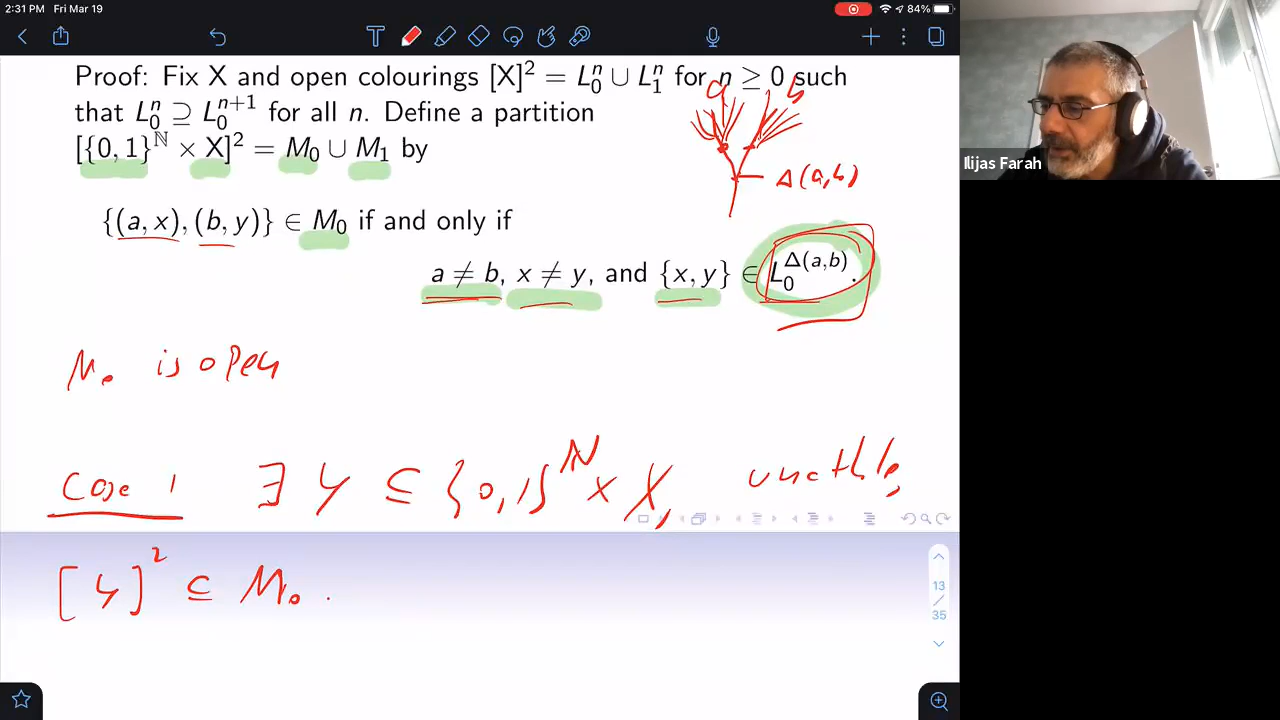 2:31 PM Fri Mar 19
84%
Proof: Fix X and open colourings [X]² = L₀ⁿ ∪ L₁ⁿ for n ≥ 0 such
that L₀ⁿ ⊇ L₀ⁿ⁺¹ for all n. Define a partition
[{0, 1}^ℕ × X]² = M₀ ∪ M₁ by
a b
Δ(a,b)
{(a, x), (b, y)} ∈ M₀ if and only if
a ≠ b, x ≠ y, and {x, y} ∈ L₀^Δ(a,b).
M₀ is open
Case 1 ∃ Y ⊆ {0,1}^ℕ × X, unctble,
[Y]² ⊆ M₀.
13
/
35
Ilijas Farah